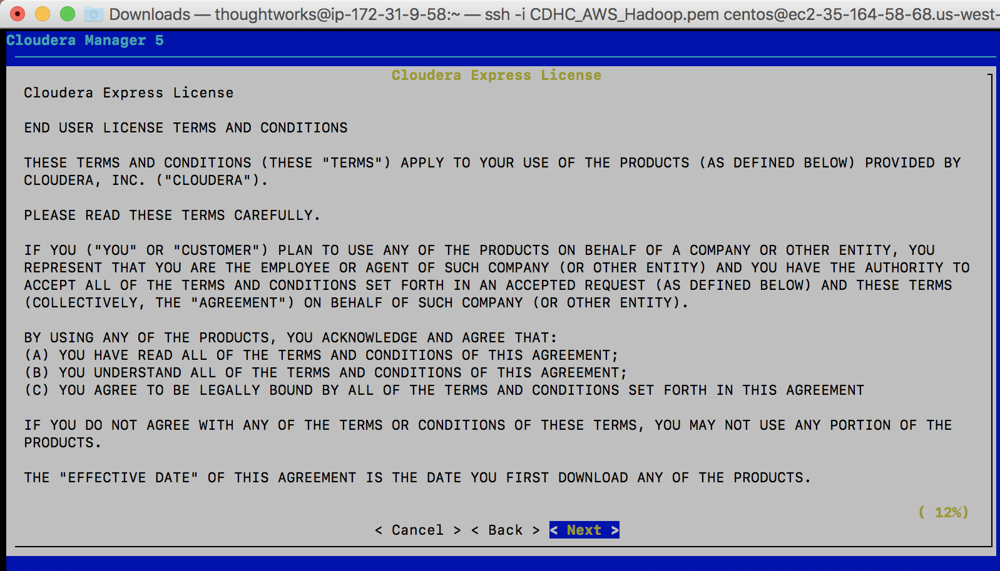 Downloads — thoughtworks@ip-172-31-9-58:~ — ssh -i CDHC_AWS_Hadoop.pem centos@ec2-35-164-58-68.us-west-
Cloudera Manager 5
Cloudera Express License
Cloudera Express License
END USER LICENSE TERMS AND CONDITIONS
THESE TERMS AND CONDITIONS (THESE "TERMS") APPLY TO YOUR USE OF THE PRODUCTS (AS DEFINED BELOW) PROVIDED BY
CLOUDERA, INC. ("CLOUDERA").
PLEASE READ THESE TERMS CAREFULLY.
IF YOU ("YOU" OR "CUSTOMER") PLAN TO USE ANY OF THE PRODUCTS ON BEHALF OF A COMPANY OR OTHER ENTITY, YOU
REPRESENT THAT YOU ARE THE EMPLOYEE OR AGENT OF SUCH COMPANY (OR OTHER ENTITY) AND YOU HAVE THE AUTHORITY TO
ACCEPT ALL OF THE TERMS AND CONDITIONS SET FORTH IN AN ACCEPTED REQUEST (AS DEFINED BELOW) AND THESE TERMS
(COLLECTIVELY, THE "AGREEMENT") ON BEHALF OF SUCH COMPANY (OR OTHER ENTITY).
BY USING ANY OF THE PRODUCTS, YOU ACKNOWLEDGE AND AGREE THAT:
(A) YOU HAVE READ ALL OF THE TERMS AND CONDITIONS OF THIS AGREEMENT;
(B) YOU UNDERSTAND ALL OF THE TERMS AND CONDITIONS OF THIS AGREEMENT;
(C) YOU AGREE TO BE LEGALLY BOUND BY ALL OF THE TERMS AND CONDITIONS SET FORTH IN THIS AGREEMENT
IF YOU DO NOT AGREE WITH ANY OF THE TERMS OR CONDITIONS OF THESE TERMS, YOU MAY NOT USE ANY PORTION OF THE
PRODUCTS.
THE "EFFECTIVE DATE" OF THIS AGREEMENT IS THE DATE YOU FIRST DOWNLOAD ANY OF THE PRODUCTS.
( 12%)
< Cancel > < Back > < Next >